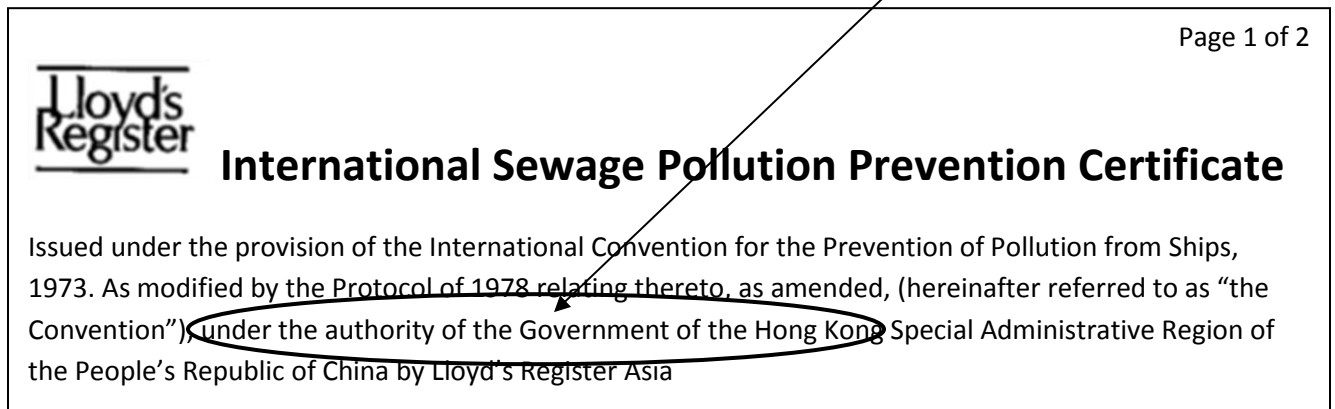 Page 1 of 2
Lloyd's
Register
International Sewage Pollution Prevention Certificate
Issued under the provision of the International Convention for the Prevention of Pollution from Ships,
1973. As modified by the Protocol of 1978 relating thereto, as amended, (hereinafter referred to as “the
Convention”), under the authority of the Government of the Hong Kong Special Administrative Region of
the People’s Republic of China by Lloyd’s Register Asia